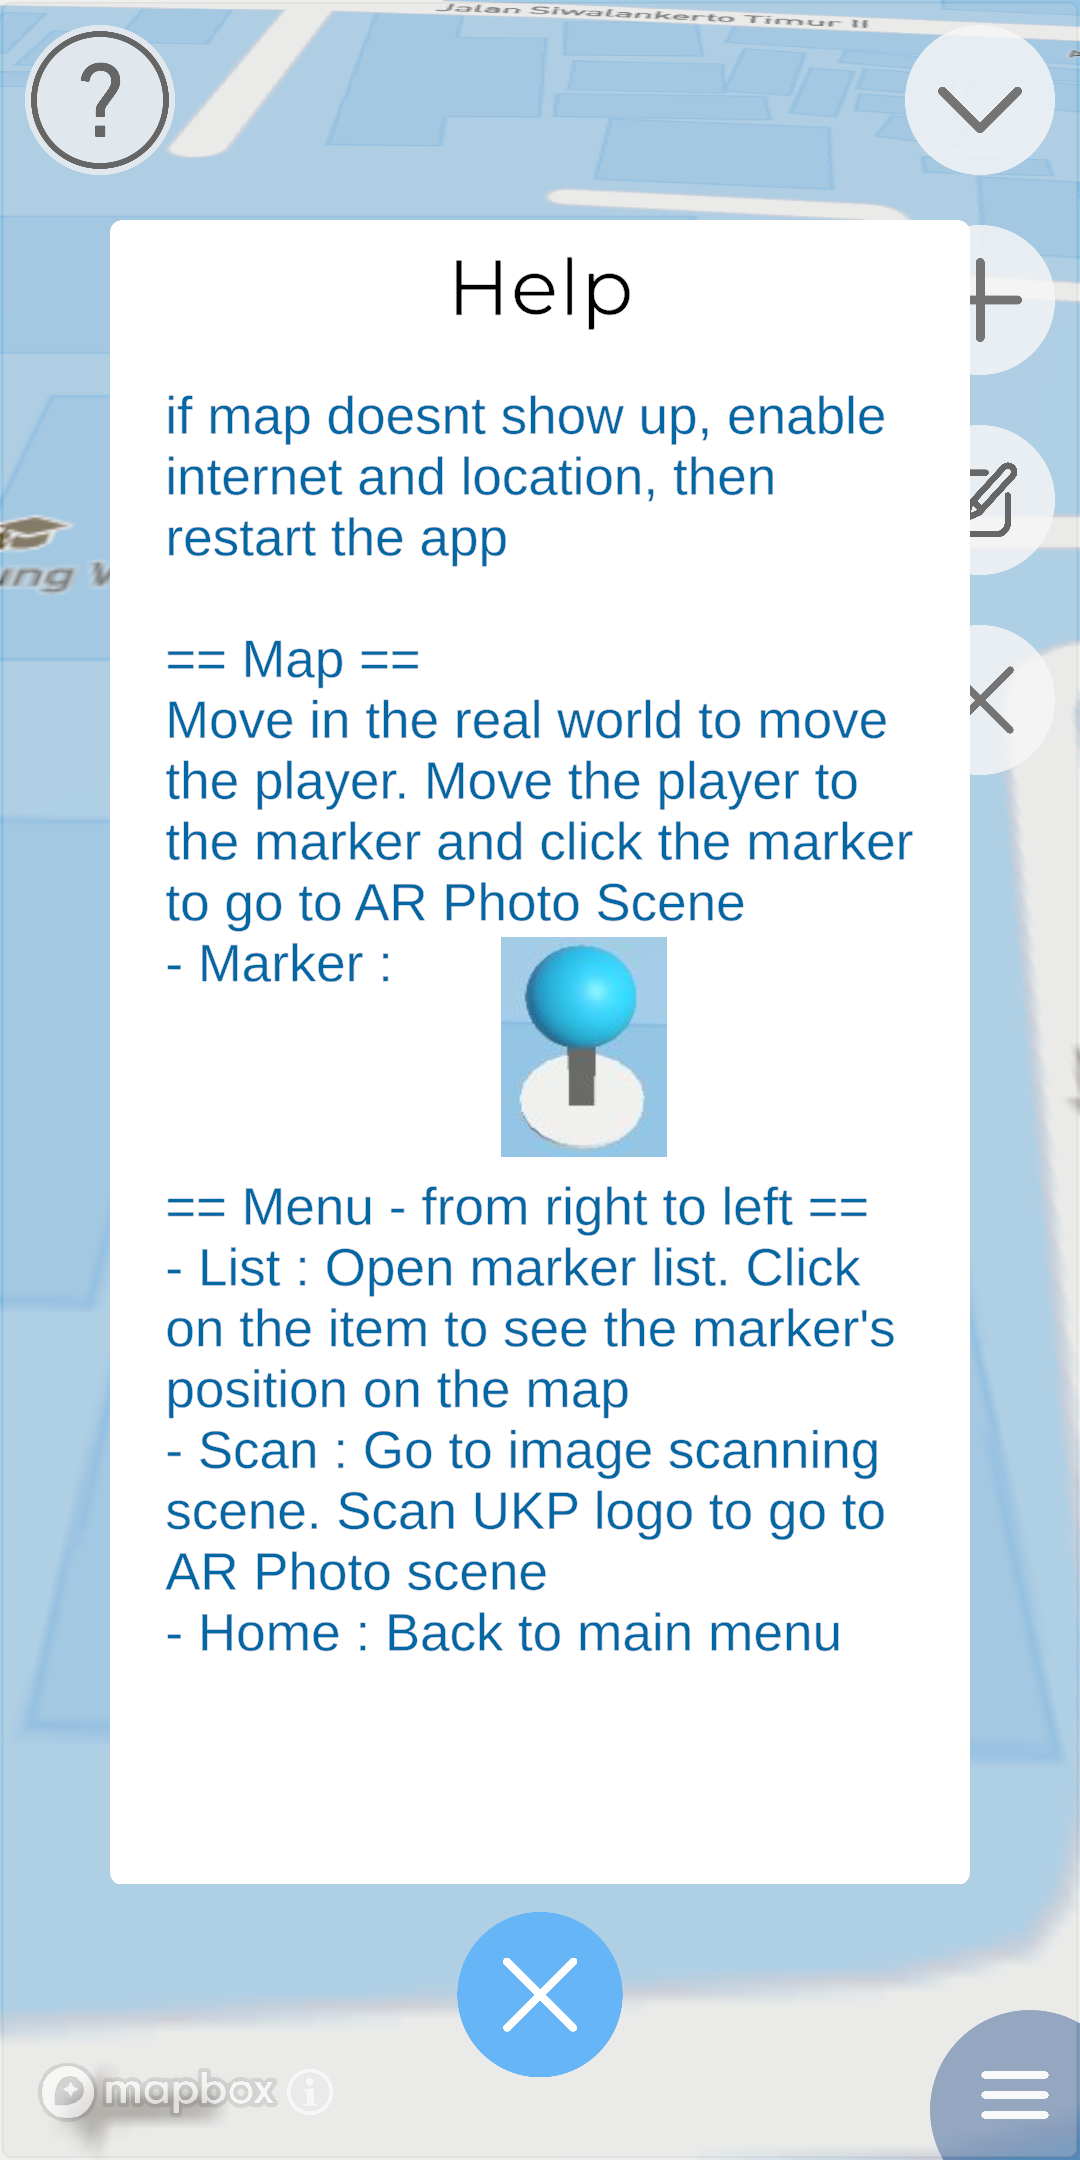 Jalan Siwalankerto Timur II
?
Help
if map doesnt show up, enable
internet and location, then
restart the app
ung
== Map ==
Move in the real world to move
the player. Move the player to
the marker and click the marker
to go to AR Photo Scene
- Marker :
== Menu - from right to left ==
- List : Open marker list. Click
on the item to see the marker's
position on the map
- Scan : Go to image scanning
scene. Scan UKP logo to go to
AR Photo scene
- Home : Back to main menu
mapbox